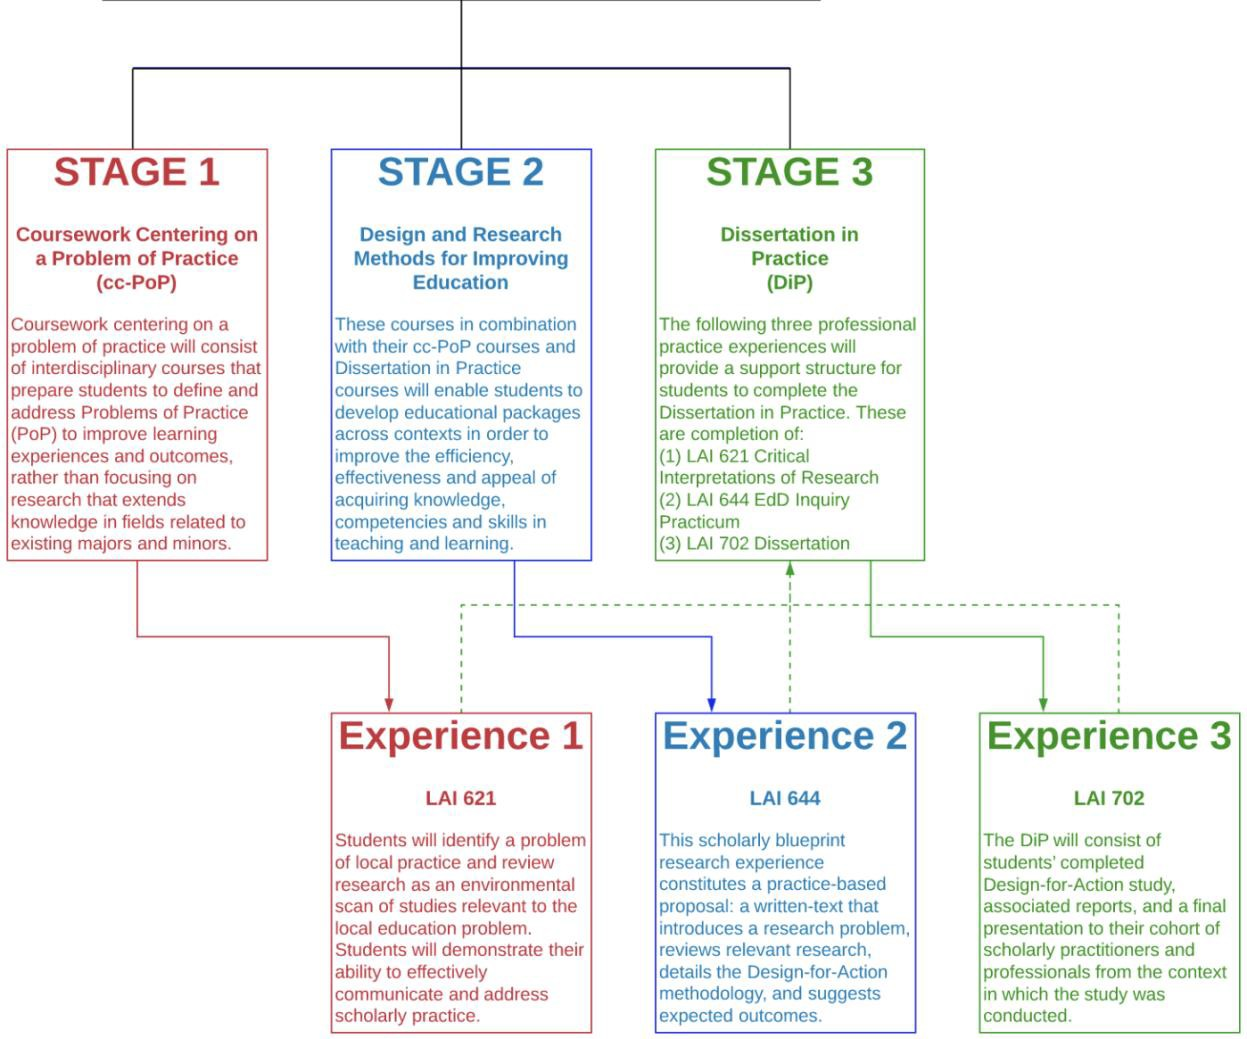 STAGE 1
Coursework Centering on
a Problem of Practice
(cc-PoP)
Coursework centering on a
problem of practice will consist
of interdisciplinary courses that
prepare students to define and
address Problems of Practice
(PoP) to improve learning
experiences and outcomes,
rather than focusing on
research that extends
knowledge in fields related to
existing majors and minors.
STAGE 2
Design and Research
Methods for Improving
Education
These courses in combination
with their cc-PoP courses and
Dissertation in Practice
courses will enable students to
develop educational packages
across contexts in order to
improve the efficiency,
effectiveness and appeal of
acquiring knowledge,
competencies and skills in
teaching and learning.
STAGE 3
Dissertation in
Practice
(DiP)
The following three professional
practice experiences will
provide a support structure for
students to complete the
Dissertation in Practice. These
are completion of:
(1) LAI 621 Critical
Interpretations of Research
(2) LAI 644 EdD Inquiry
Practicum
(3) LAI 702 Dissertation
Experience 1
LAI 621
Students will identify a problem
of local practice and review
research as an environmental
scan of studies relevant to the
local education problem.
Students will demonstrate their
ability to effectively
communicate and address
scholarly practice.
Experience 2
LAI 644
This scholarly blueprint
research experience
constitutes a practice-based
proposal: a written-text that
introduces a research problem,
reviews relevant research,
details the Design-for-Action
methodology, and suggests
expected outcomes.
Experience 3
LAI 702
The DiP will consist of
students’ completed
Design-for-Action study,
associated reports, and a final
presentation to their cohort of
scholarly practitioners and
professionals from the context
in which the study was
conducted.